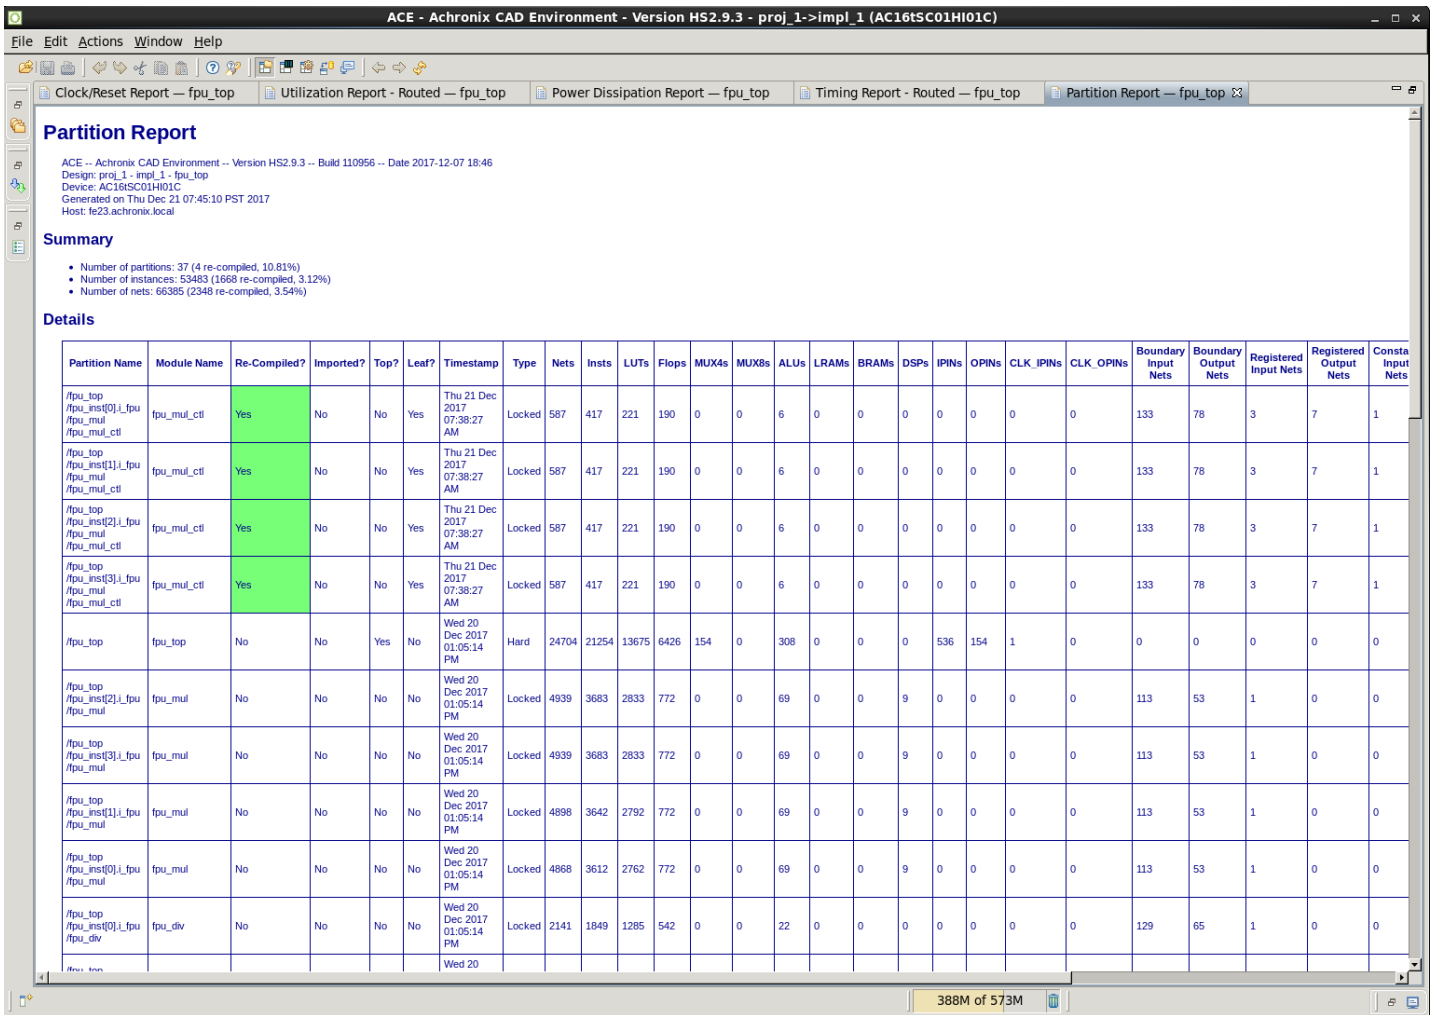 ACE - Achronix CAD Environment - Version HS2.9.3 - proj_1->impl_1 (AC16tSC01HI01C)
File Edit Actions Window Help
Clock/Reset Report — fpu_top Utilization Report - Routed — fpu_top Power Dissipation Report — fpu_top Timing Report - Routed — fpu_top Partition Report — fpu_top
Partition Report
ACE -- Achronix CAD Environment -- Version HS2.9.3 -- Build 110956 -- Date 2017-12-07 18:46
Design: proj_1 - impl_1 - fpu_top
Device: AC16tSC01HI01C
Generated on Thu Dec 21 07:45:10 PST 2017
Host: fe23.achronix.local
Summary
• Number of partitions: 37 (4 re-compiled, 10.81%)
• Number of instances: 53483 (1668 re-compiled, 3.12%)
• Number of nets: 66385 (2348 re-compiled, 3.54%)
Details
Partition Name Module Name Re-Compiled? Imported? Top? Leaf? Timestamp Type Nets Insts LUTs Flops MUX4s MUX8s ALUs LRAMs BRAMs DSPs IPINs OPINs CLK_IPINs CLK_OPINs Boundary Input Nets Boundary Output Nets Registered Input Nets Registered Output Nets Consta Input Nets
/fpu_top /fpu_inst[0].i_fpu /fpu_mul /fpu_mul_ctl fpu_mul_ctl Yes No No Yes Thu 21 Dec 2017 07:38:27 AM Locked 587 417 221 190 0 0 6 0 0 0 0 0 0 0 133 78 3 7 1
/fpu_top /fpu_inst[1].i_fpu /fpu_mul /fpu_mul_ctl fpu_mul_ctl Yes No No Yes Thu 21 Dec 2017 07:38:27 AM Locked 587 417 221 190 0 0 6 0 0 0 0 0 0 0 133 78 3 7 1
/fpu_top /fpu_inst[2].i_fpu /fpu_mul /fpu_mul_ctl fpu_mul_ctl Yes No No Yes Thu 21 Dec 2017 07:38:27 AM Locked 587 417 221 190 0 0 6 0 0 0 0 0 0 0 133 78 3 7 1
/fpu_top /fpu_inst[3].i_fpu /fpu_mul /fpu_mul_ctl fpu_mul_ctl Yes No No Yes Thu 21 Dec 2017 07:38:27 AM Locked 587 417 221 190 0 0 6 0 0 0 0 0 0 0 133 78 3 7 1
/fpu_top fpu_top No No Yes No Wed 20 Dec 2017 01:05:14 PM Hard 24704 21254 13675 6426 154 0 308 0 0 0 536 154 1 0 0 0 0 0 0
/fpu_top /fpu_inst[2].i_fpu /fpu_mul fpu_mul No No No No Wed 20 Dec 2017 01:05:14 PM Locked 4939 3683 2833 772 0 0 69 0 0 9 0 0 0 0 113 53 1 0 0
/fpu_top /fpu_inst[3].i_fpu /fpu_mul fpu_mul No No No No Wed 20 Dec 2017 01:05:14 PM Locked 4939 3683 2833 772 0 0 69 0 0 9 0 0 0 0 113 53 1 0 0
/fpu_top /fpu_inst[1].i_fpu /fpu_mul fpu_mul No No No No Wed 20 Dec 2017 01:05:14 PM Locked 4898 3642 2792 772 0 0 69 0 0 9 0 0 0 0 113 53 1 0 0
/fpu_top /fpu_inst[0].i_fpu /fpu_mul fpu_mul No No No No Wed 20 Dec 2017 01:05:14 PM Locked 4868 3612 2762 772 0 0 69 0 0 9 0 0 0 0 113 53 1 0 0
/fpu_top /fpu_inst[0].i_fpu /fpu_div fpu_div No No No No Wed 20 Dec 2017 01:05:14 PM Locked 2141 1849 1285 542 0 0 22 0 0 0 0 0 0 0 129 65 1 0 0
/fpu_top Wed 20
388M of 573M